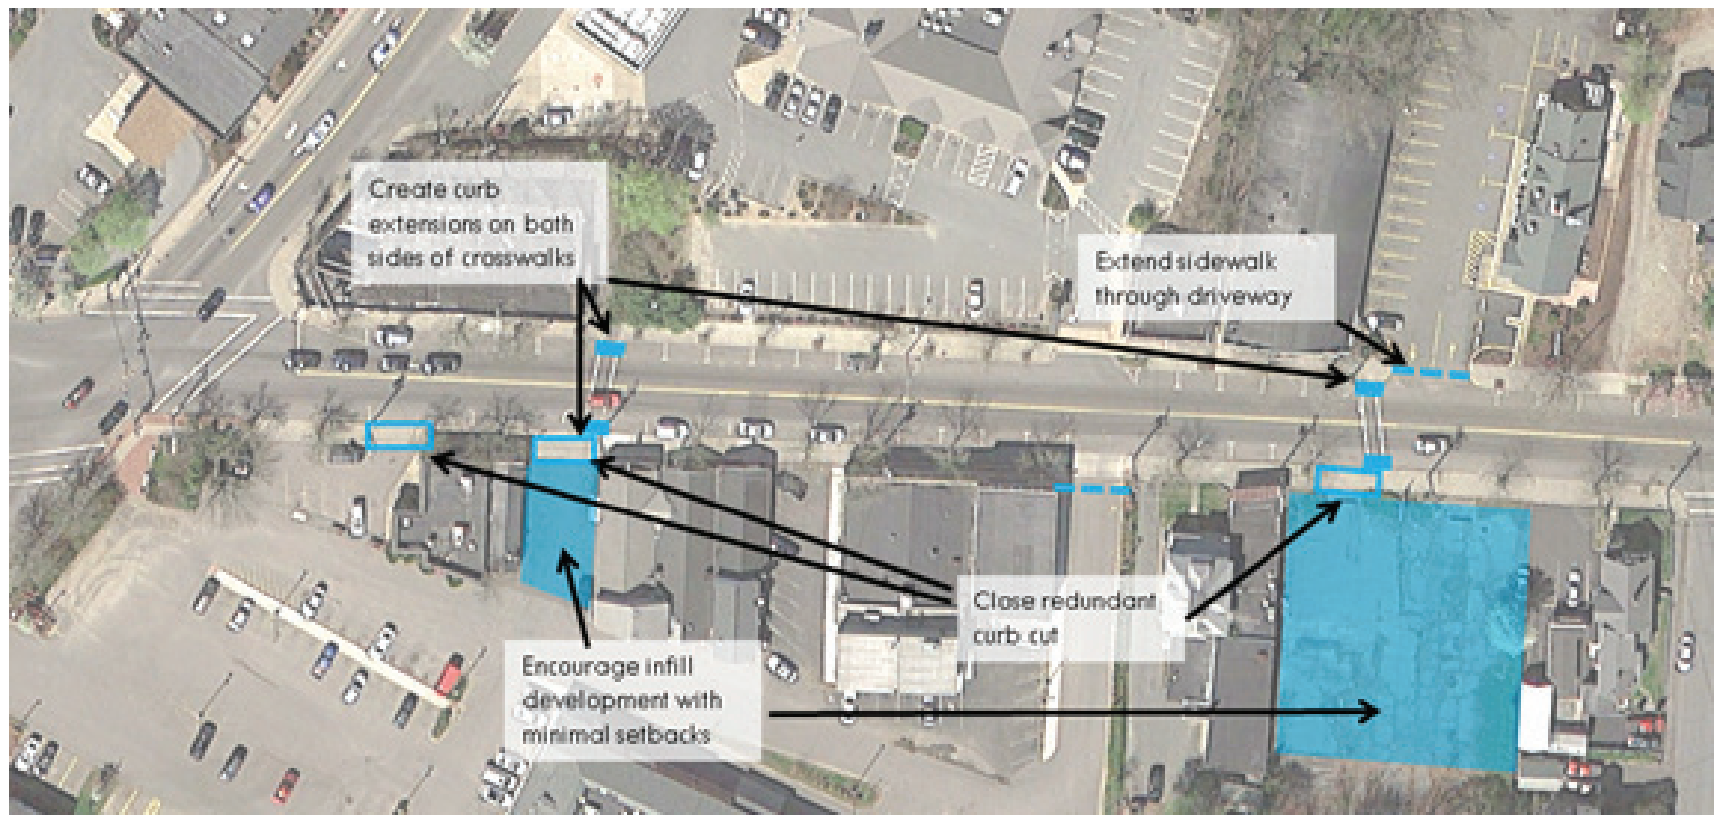 Create curb
extensions on both
sides of crosswalks
Extend sidewalk
through driveway
Close redundant
curb cut
Encourage infill
development with
minimal setbacks